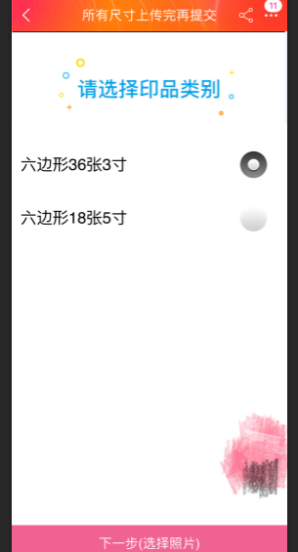 所有尺寸上传完再提交
11
请选择印品类别
六边形36张3寸
六边形18张5寸
下一步(选择照片)